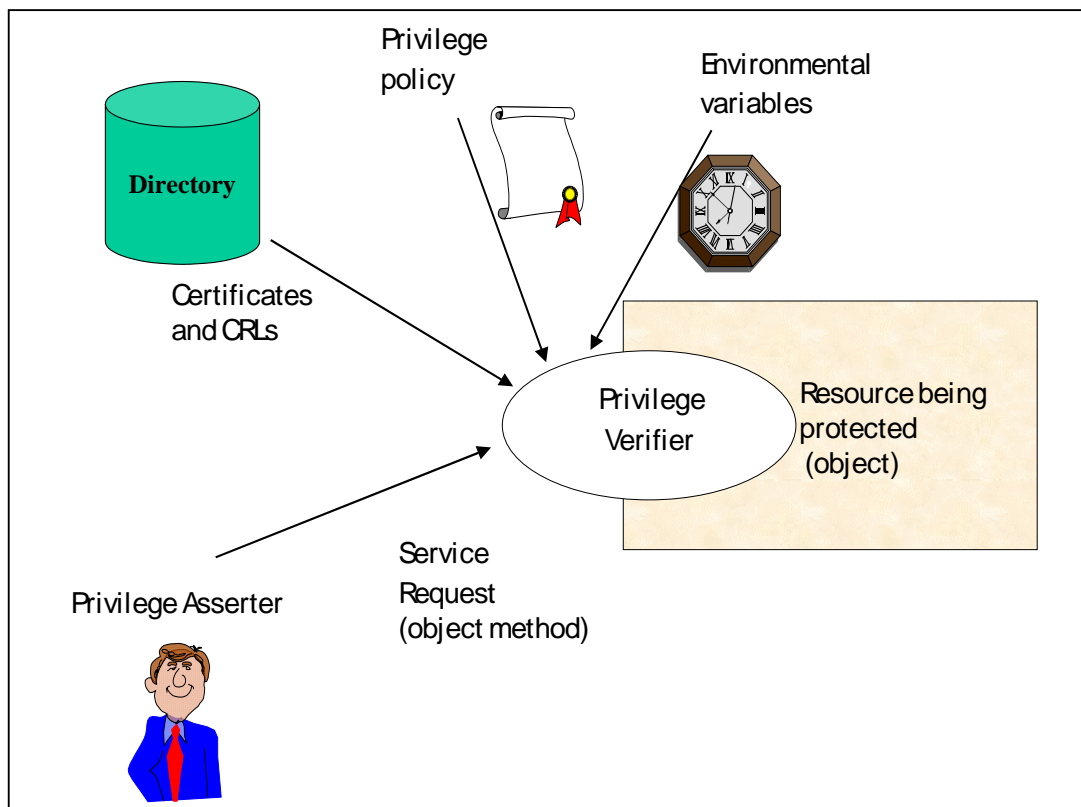 Privilege
policy
Environmental
variables
Directory
Certificates
and CRLs
Privilege
Verifier
Resource being
protected
(object)
Service
Request
(object method)
Privilege Asserter